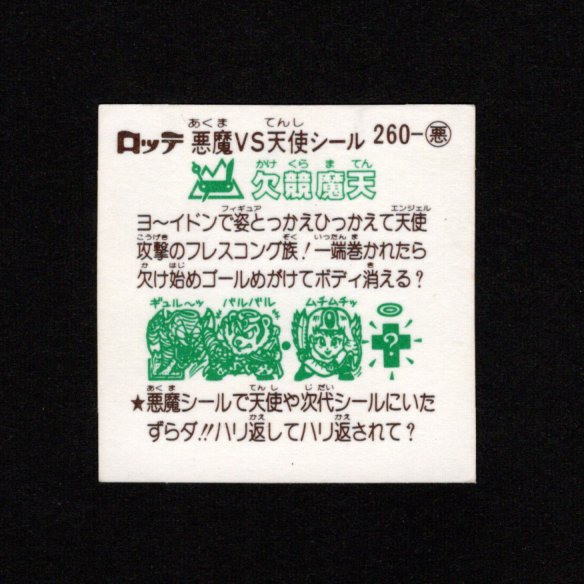 あくま てんし
ロッテ 悪魔VS天使シール 260-悪
かけ くら ま てん
欠競魔天
フィギュア エンジェル
ヨ〜イドンで姿とっかえひっかえて天使
こうげき ぞく いったん ま
攻撃のフレスコング族!一端巻かれたら
か はじ き
欠け始めゴールめがけてボディ消える?
ギュル〜ッ バルバル ムチムチッ
?
あくま てんし じだい
★悪魔シールで天使や次代シールにいた
かえ かえ
ずらダ!!ハリ返してハリ返されて?